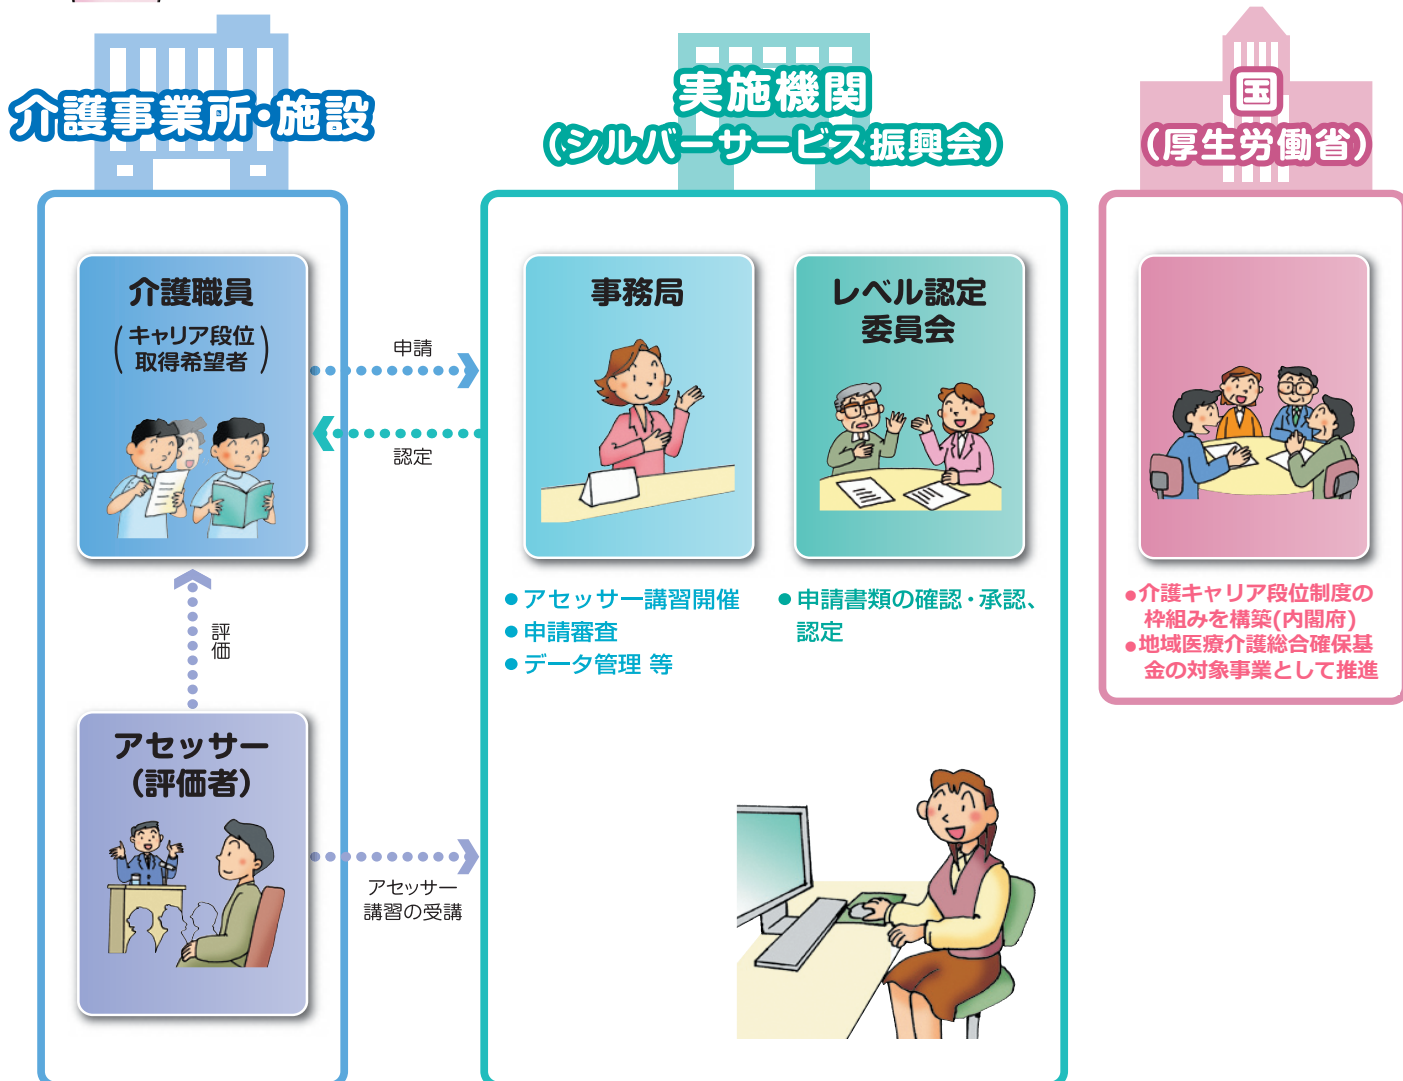 介護事業所・施設
介護職員
(キャリア段位
取得希望者)
申請
認定
評価
アセッサー
(評価者)
アセッサー
講習の受講
実施機関
(シルバーサービス振興会)
事務局
●アセッサー講習開催
●申請審査
●データ管理 等
レベル認定
委員会
●申請書類の確認・承認、
認定
国
(厚生労働省)
●介護キャリア段位制度の
枠組みを構築(内閣府)
●地域医療介護総合確保基
金の対象事業として推進